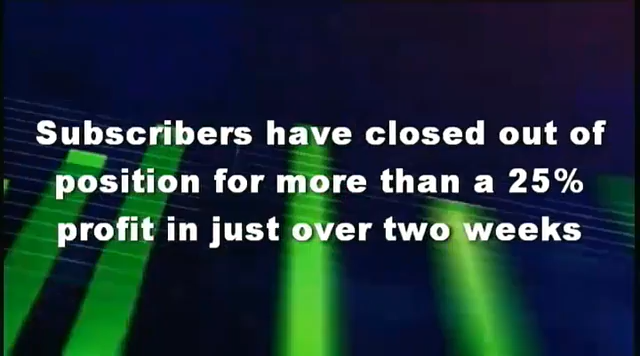 Subscribers have closed out of
position for more than a 25%
profit in just over two weeks